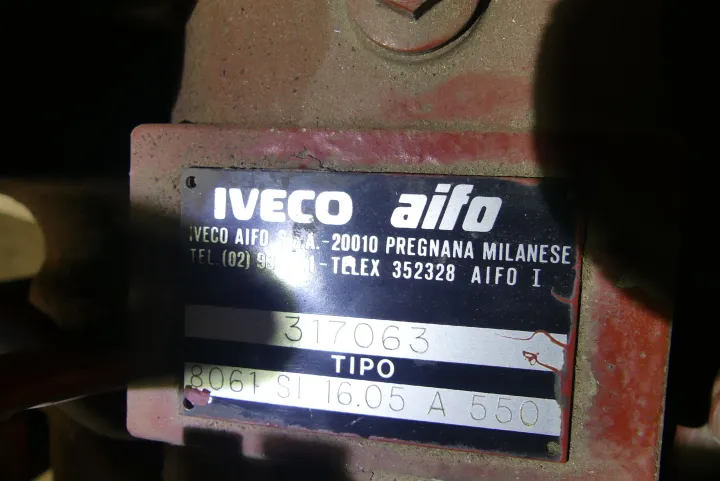 IVECO aifo
IVECO AIFO -20010 PREGNANA MILANESE
TEL.(02) - TELEX 352328 AIFO I
317063
TIPO
8061 SI 16.05 A 550